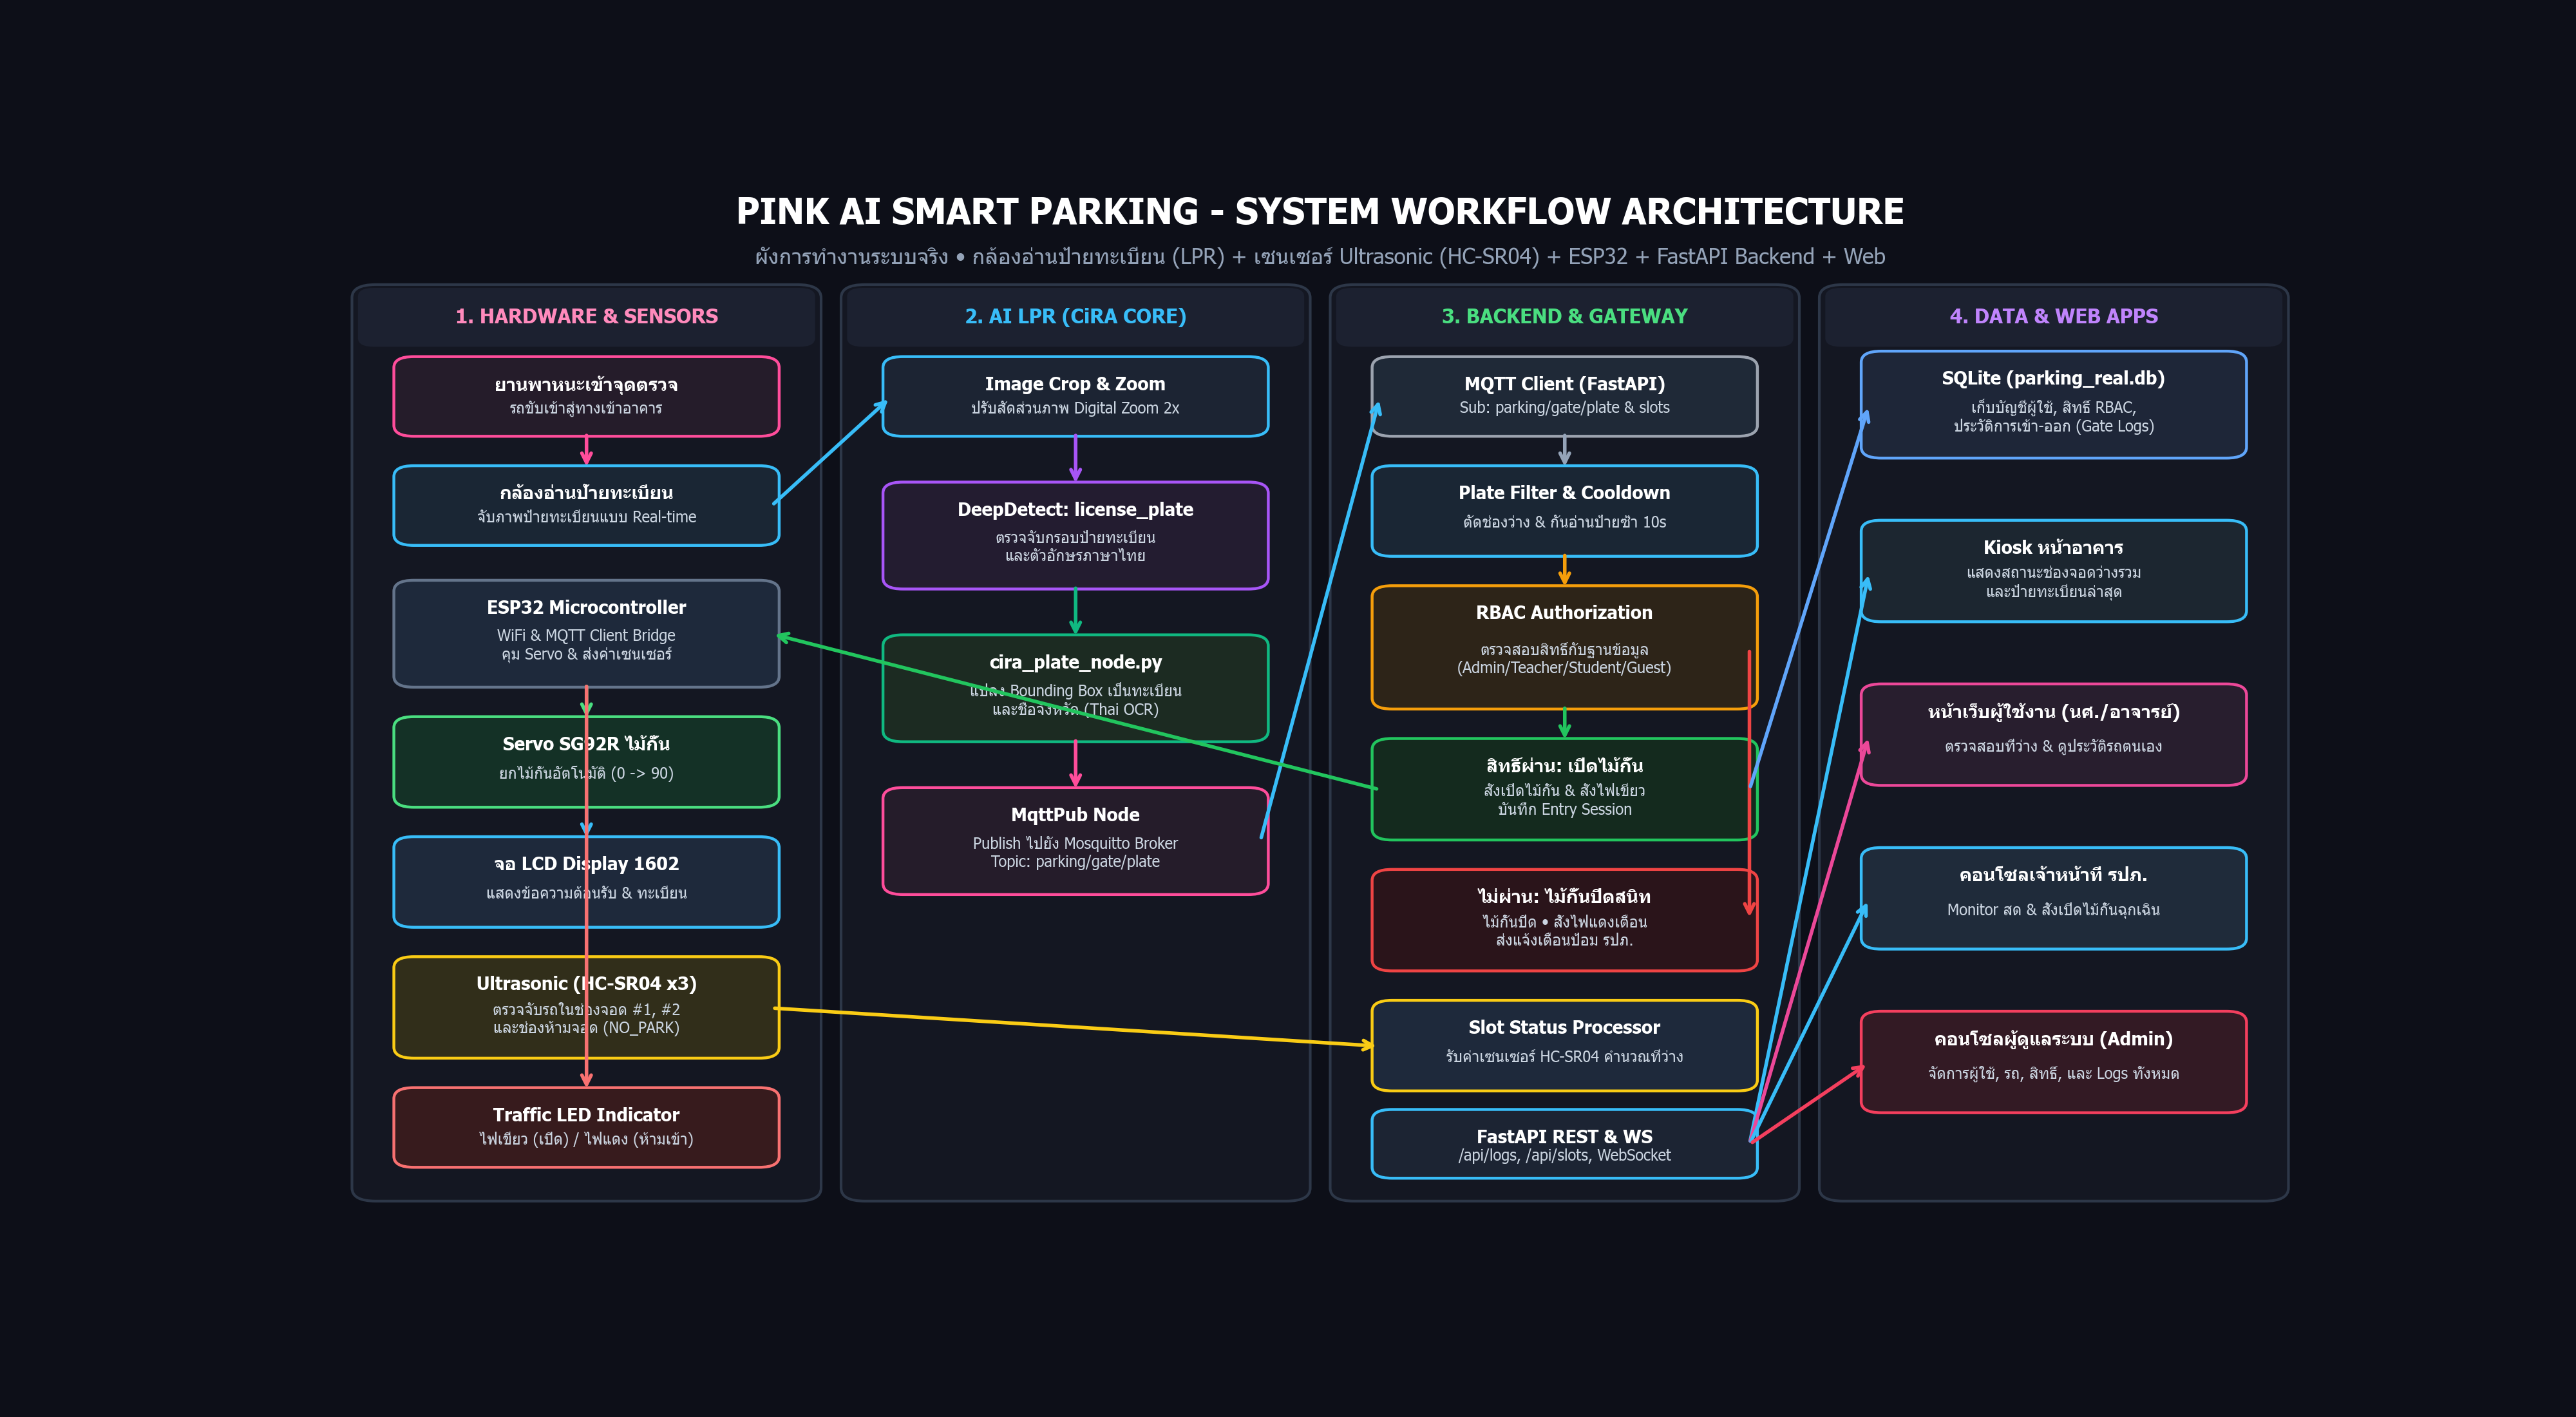 PINK AI SMART PARKING - SYSTEM WORKFLOW ARCHITECTURE
ผังการทำงานระบบจริง • กล้องอ่านป้ายทะเบียน (LPR) + เซนเซอร์ Ultrasonic (HC-SR04) + ESP32 + FastAPI Backend + Web
1. HARDWARE & SENSORS
ยานพาหนะเข้าจุดตรวจ
รถขับเข้าสู่ทางเข้าอาคาร
กล้องอ่านป้ายทะเบียน
จับภาพป้ายทะเบียนแบบ Real-time
ESP32 Microcontroller
WiFi & MQTT Client Bridge
คุม Servo & ส่งค่าเซนเซอร์
Servo SG92R ไม้กั้น
ยกไม้กั้นอัตโนมัติ (0 -> 90)
จอ LCD Display 1602
แสดงข้อความต้อนรับ & ทะเบียน
Ultrasonic (HC-SR04 x3)
ตรวจจับรถในช่องจอด #1, #2
และช่องห้ามจอด (NO_PARK)
Traffic LED Indicator
ไฟเขียว (เปิด) / ไฟแดง (ห้ามเข้า)
2. AI LPR (CiRA CORE)
Image Crop & Zoom
ปรับสัดส่วนภาพ Digital Zoom 2x
DeepDetect: license_plate
ตรวจจับกรอบป้ายทะเบียน
และตัวอักษรภาษาไทย
cira_plate_node.py
แปลง Bounding Box เป็นทะเบียน
และชื่อจังหวัด (Thai OCR)
MqttPub Node
Publish ไปยัง Mosquitto Broker
Topic: parking/gate/plate
3. BACKEND & GATEWAY
MQTT Client (FastAPI)
Sub: parking/gate/plate & slots
Plate Filter & Cooldown
ตัดช่องว่าง & กันอ่านป้ายซ้ำ 10s
RBAC Authorization
ตรวจสอบสิทธิ์กับฐานข้อมูล
(Admin/Teacher/Student/Guest)
สิทธิ์ผ่าน: เปิดไม้กั้น
สั่งเปิดไม้กั้น & สั่งไฟเขียว
บันทึก Entry Session
ไม่ผ่าน: ไม้กั้นปิดสนิท
ไม้กั้นปิด • สั่งไฟแดงเตือน
ส่งแจ้งเตือนป้อม รปภ.
Slot Status Processor
รับค่าเซนเซอร์ HC-SR04 คำนวณที่ว่าง
FastAPI REST & WS
/api/logs, /api/slots, WebSocket
4. DATA & WEB APPS
SQLite (parking_real.db)
เก็บบัญชีผู้ใช้, สิทธิ์ RBAC,
ประวัติการเข้า-ออก (Gate Logs)
Kiosk หน้าอาคาร
แสดงสถานะช่องจอดว่างรวม
และป้ายทะเบียนล่าสุด
หน้าเว็บผู้ใช้งาน (นศ./อาจารย์)
ตรวจสอบที่ว่าง & ดูประวัติรถตนเอง
คอนโซลเจ้าหน้าที่ รปภ.
Monitor สด & สั่งเปิดไม้กั้นฉุกเฉิน
คอนโซลผู้ดูแลระบบ (Admin)
จัดการผู้ใช้, รถ, สิทธิ์, และ Logs ทั้งหมด